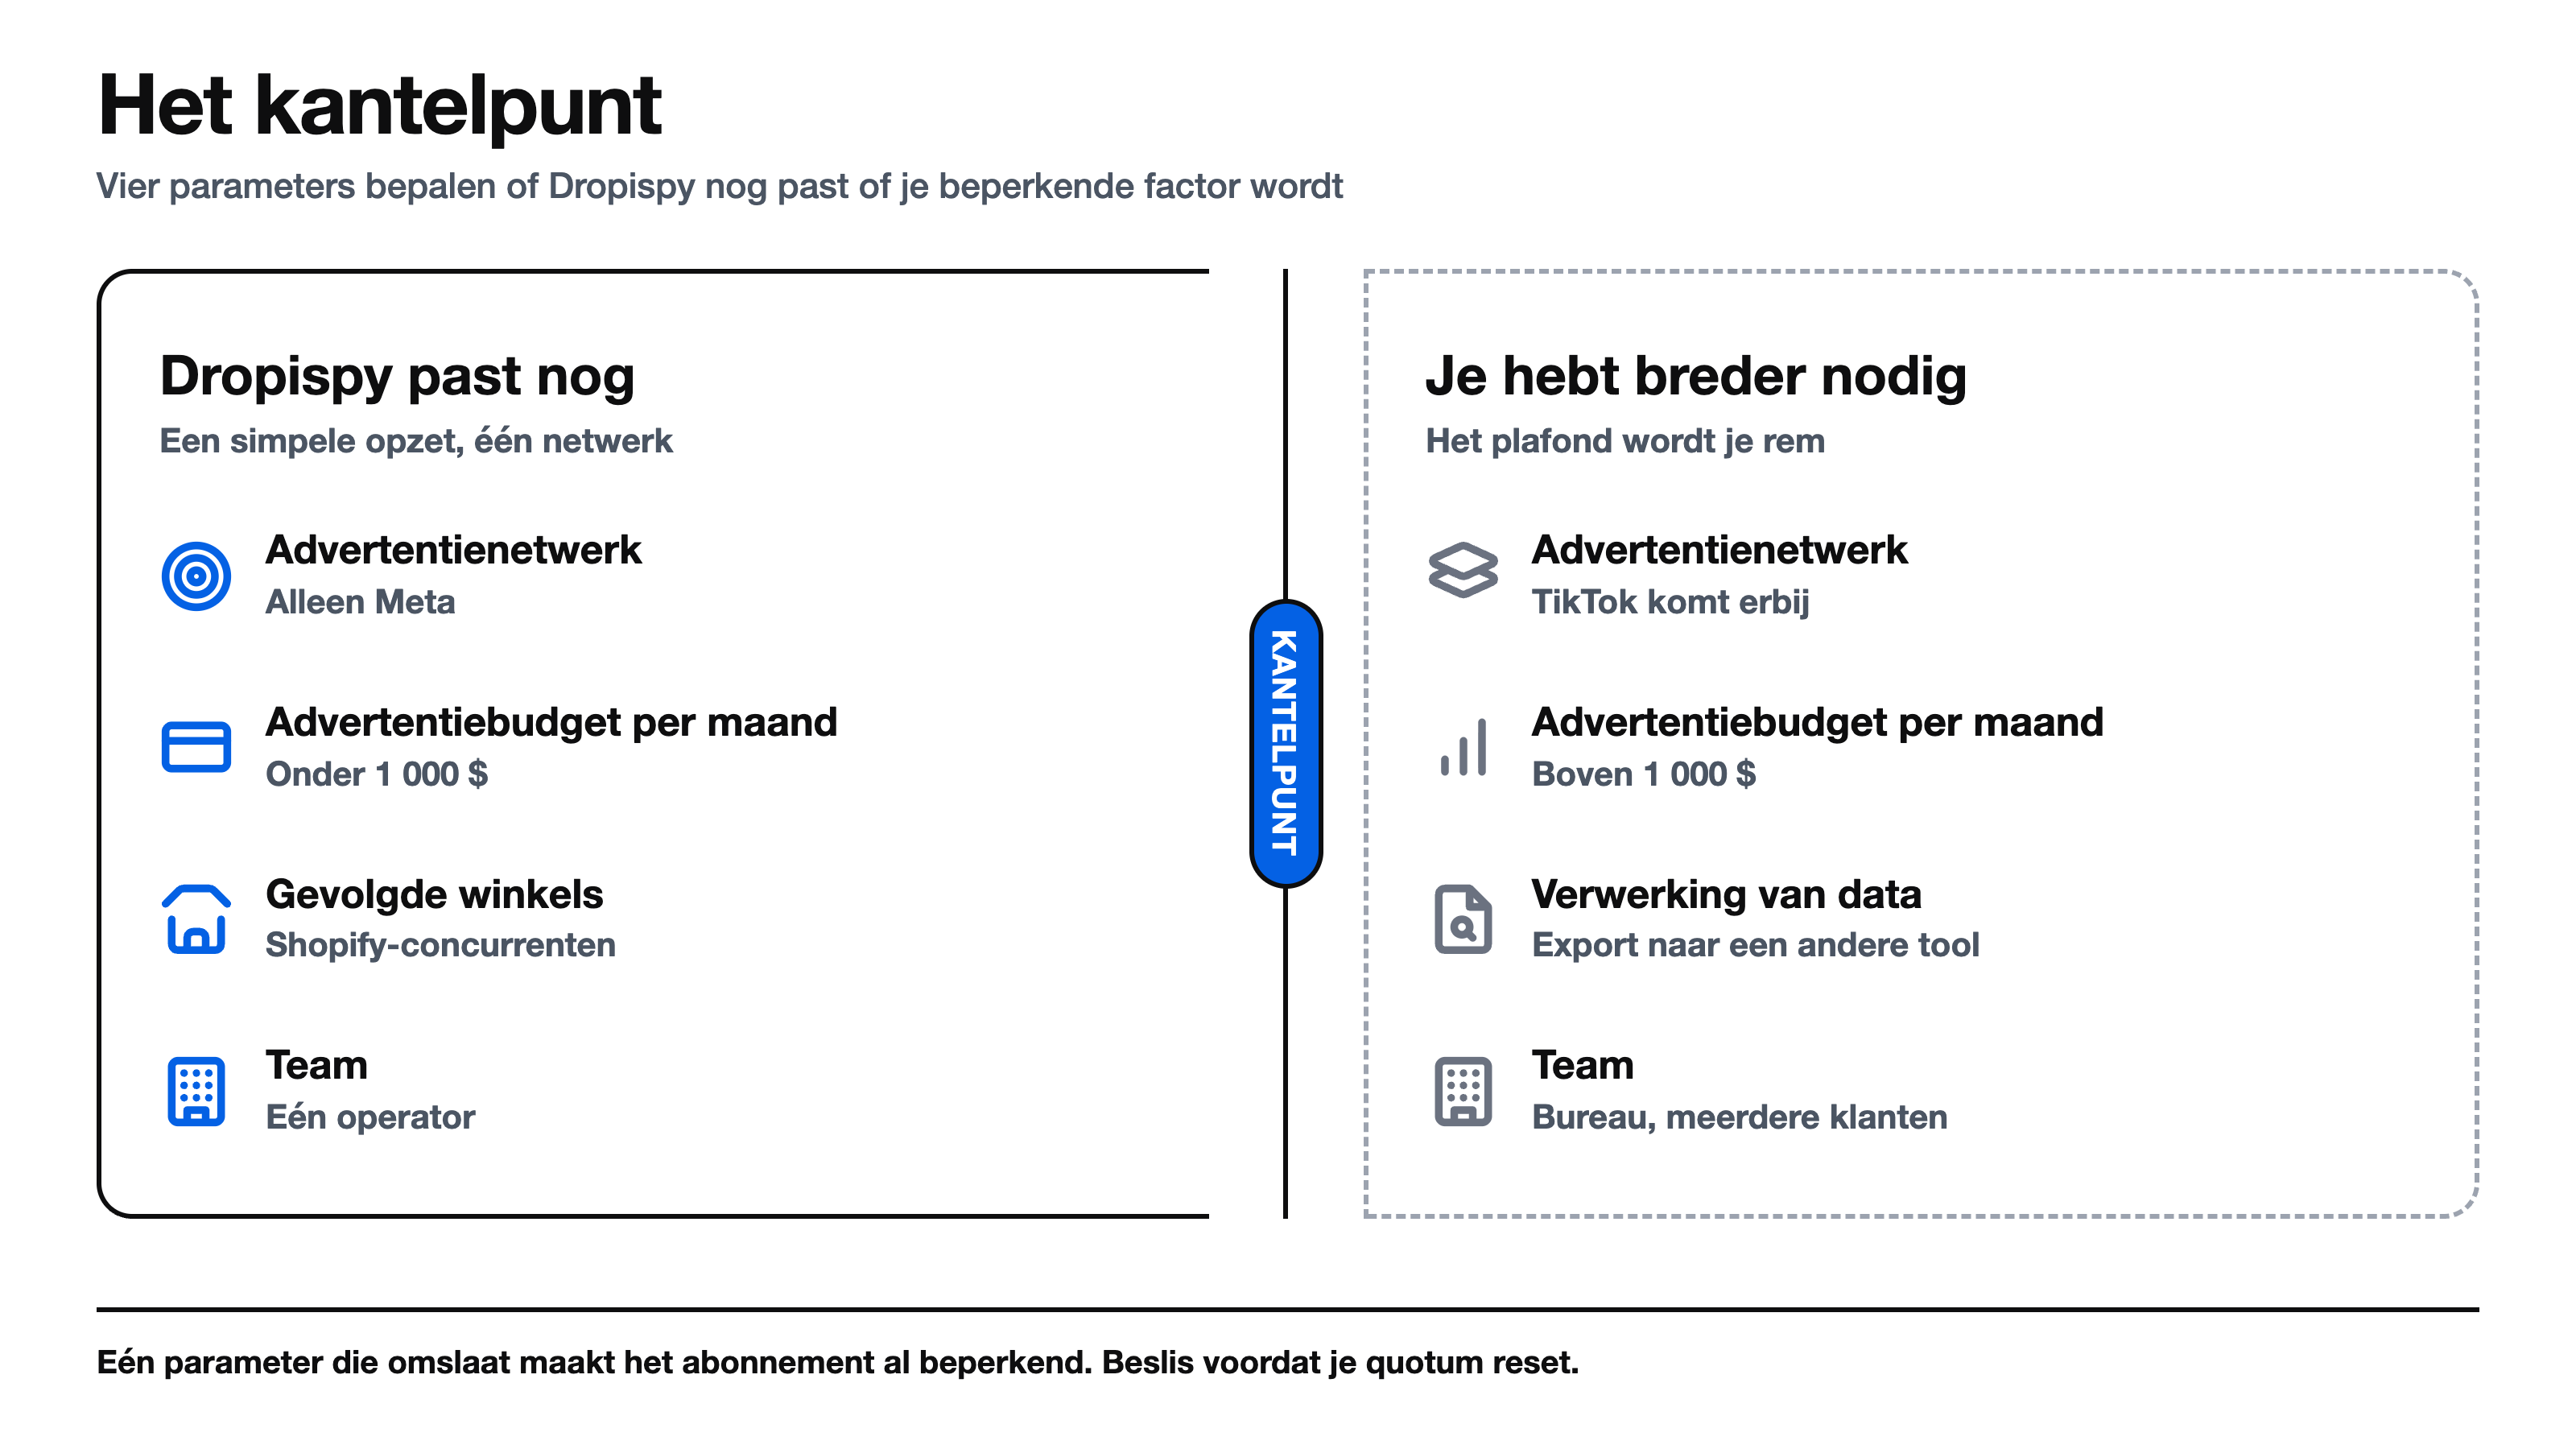 Het kantelpunt
Vier parameters bepalen of Dropispy nog past of je beperkende factor wordt
Dropispy past nog
Een simpele opzet, één netwerk
Advertentienetwerk
Alleen Meta
Advertentiebudget per maand
Onder 1 000 $
Gevolgde winkels
Shopify-concurrenten
Team
Eén operator
KANTELPUNT
Je hebt breder nodig
Het plafond wordt je rem
Advertentienetwerk
TikTok komt erbij
Advertentiebudget per maand
Boven 1 000 $
Verwerking van data
Export naar een andere tool
Team
Bureau, meerdere klanten
Eén parameter die omslaat maakt het abonnement al beperkend. Beslis voordat je quotum reset.